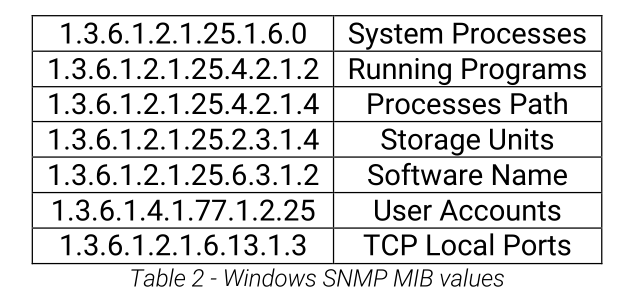 1.3.6.1.2.1.25.1.6.0 System Processes
1.3.6.1.2.1.25.4.2.1.2 Running Programs
1.3.6.1.2.1.25.4.2.1.4 Processes Path
1.3.6.1.2.1.25.2.3.1.4 Storage Units
1.3.6.1.2.1.25.6.3.1.2 Software Name
1.3.6.1.4.1.77.1.2.25 User Accounts
1.3.6.1.2.1.6.13.1.3 TCP Local Ports
Table 2 - Windows SNMP MIB values